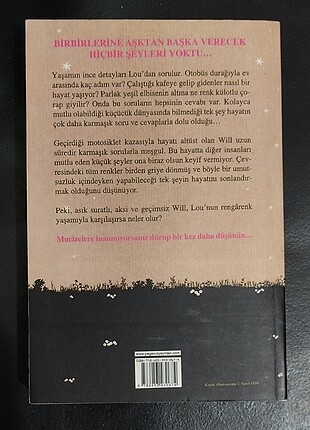 BİRBİRLERİNE AŞKTAN BAŞKA VERECEK
HİÇBİR ŞEYLERİ YOKTU...
Yaşamın ince detayları Lou'dan sorulur. Otobüs durağıyla ev
arasında kaç adım var? Çalıştığı kafeye gelip gidenler nasıl bir
hayat yaşıyor? Parlak yeşil elbisenin altına ne renk külotlu ço-
rap giyilir? Onda bu soruların hepsinin cevabı var. Kolayca
mutlu olabildiği küçücük dünyasında bilmediği tek şey hayatın
çok daha karmaşık soru ve cevaplarla dolu olduğu...
Geçirdiği motosiklet kazasıyla hayatı altüst olan Will uzun
süredir karmaşık sorularla meşgul. Bu hayatta diğer insanları
mutlu eden küçük şeyler ona biraz olsun keyif vermiyor. Çev-
resindeki tüm renkler birden griye dönmüş ve böyle bir umut-
suzluk içindeyken yapabileceği tek şeyin hayatını sonlandır-
mak olduğunu düşünüyor.
Peki, asık suratlı, aksi ve geçimsiz Will, Lou'nun rengârenk
yaşamıyla karşılaşırsa neler olur?
Mucizelere inanmıyorsanız durup bir kez daha düşünün...